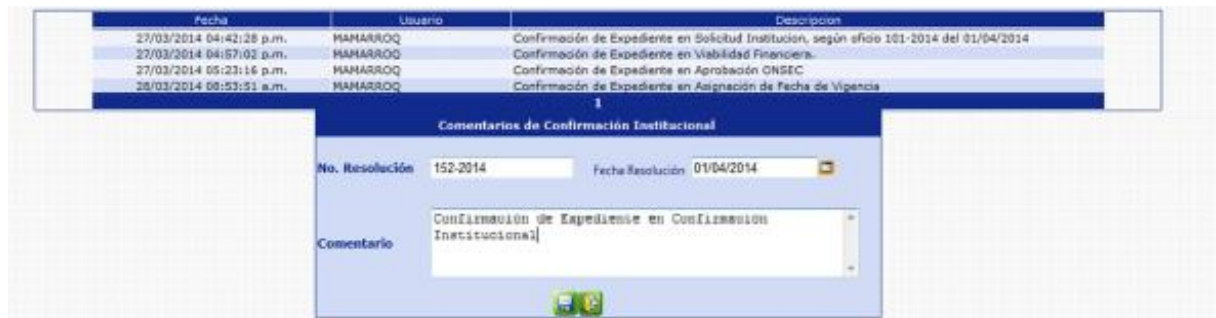 Fecha Usuario Descripcion
27/03/2014 04:42:28 p.m. MAMARROQ Confirmación de Expediente en Solicitud Institucion, según oficio 101-2014 del 01/04/2014
27/03/2014 04:57:02 p.m. MAMARROQ Confirmación de Expediente en Viabilidad Financiera.
27/03/2014 05:23:16 p.m. MAMARROQ Confirmación de Expediente en Aprobación ONSEC
28/03/2014 08:53:51 a.m. MAMARROQ Confirmación de Expediente en Asignación de Fecha de Vigencia
1
Comentarios de Confirmación Institucional
No. Resolución 152-2014 Fecha Resolución 01/04/2014
Confirmación de Expediente en Confirmación
Comentario Institucional